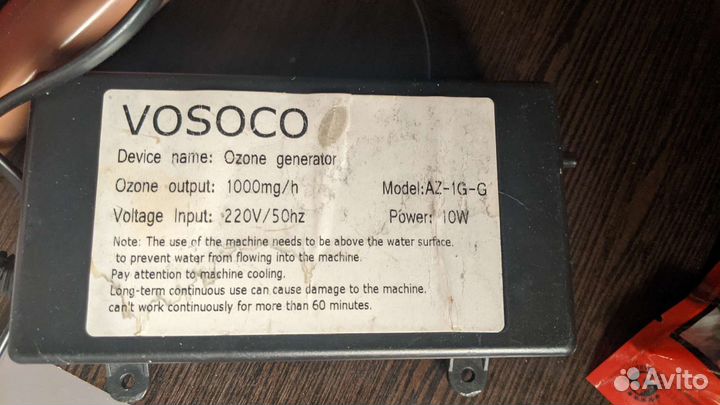 VOSOCO
Device name: Ozone generator
Ozone output: 1000mg/h Model:AZ-1G-G
Voltage Input: 220V/50hz Power: 10W
Note: The use of the machine needs to be above the water surface.
to prevent water from flowing into the machine.
Pay attention to machine cooling.
Long-term continuous use can cause damage to the machine.
can't work continuously for more than 60 minutes.
Avito